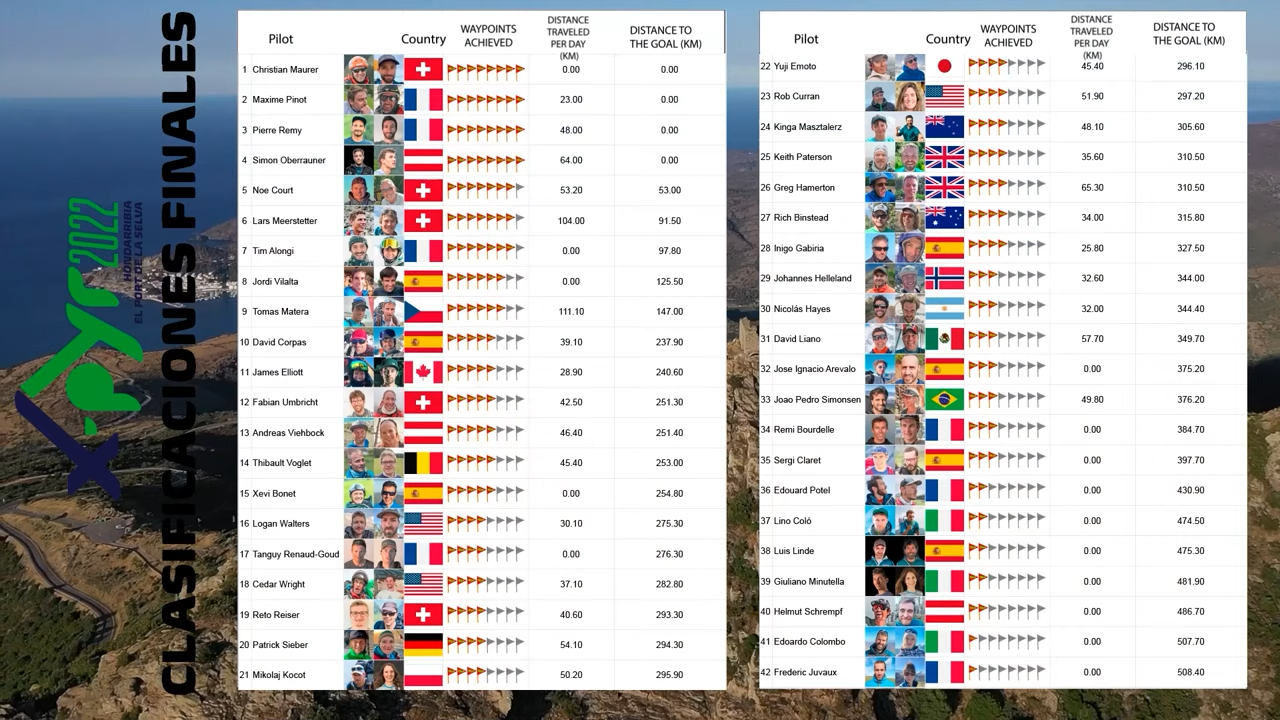 CLASIFICACIONES FINALES
x-pyr 2022
HONDARRIBIA
EL PORT DE LA SELVA
Pilot Country WAYPOINTS ACHIEVED DISTANCE TRAVELED PER DAY (KM) DISTANCE TO THE GOAL (KM)
1 Christian Maurer 0.00 0.00
2 Maxime Pinot 23.00 0.00
3 Pierre Remy 48.00 0.00
4 Simon Oberrauner 64.00 0.00
5 Noe Court 53.20 53.00
6 Lars Meerstetter 104.00 91.50
7 Tim Alongi 0.00 97.80
8 Jordi Vilalta 0.00 125.50
9 Tomas Matera 111.10 147.00
10 David Corpas 39.10 237.90
11 James Elliott 28.90 240.60
12 Fabian Umbricht 42.50 251.30
13 Andreas Viehbock 46.40 251.40
14 Thibault Voglet 45.40 253.00
15 Xevi Bonet 0.00 254.80
16 Logan Walters 30.10 275.30
17 Tanguy Renaud-Goud 0.00 276.30
18 Cedar Wright 37.10 282.80
19 Reto Reiser 40.60 293.30
20 Patrick Sieber 54.10 294.30
21 Mikolaj Kocot 50.20 295.90
Pilot Country WAYPOINTS ACHIEVED DISTANCE TRAVELED PER DAY (KM) DISTANCE TO THE GOAL (KM)
22 Yuji Emoto 45.40 296.10
23 Rob Curran 51.90 297.20
24 Kinga Masztalerz 48.10 305.60
25 Keith Paterson 35.60 310.50
26 Greg Hamerton 65.30 310.50
27 Rich Binstead 34.00 315.80
28 Inigo Gabiria 25.80 327.50
29 Johannes Helleland 32.60 344.00
30 Nicolás Hayes 32.00 344.40
31 David Liano 57.70 349.70
32 Jose Ignacio Arevalo 0.00 375.20
33 Joao Pedro Simonsen 49.80 376.20
34 Remi Bourdelle 0.00 384.70
35 Sergi Claret 0.00 397.70
36 Edouard Potel 0.00 430.90
37 Lino Coló 0.00 474.50
38 Luis Linde 0.00 475.30
39 Giuliano Minutella 0.00 481.90
40 Helmut Schrempf 0.00 486.70
41 Edoardo Colombo 0.00 507.70
42 Frederic Juvaux 0.00 508.40